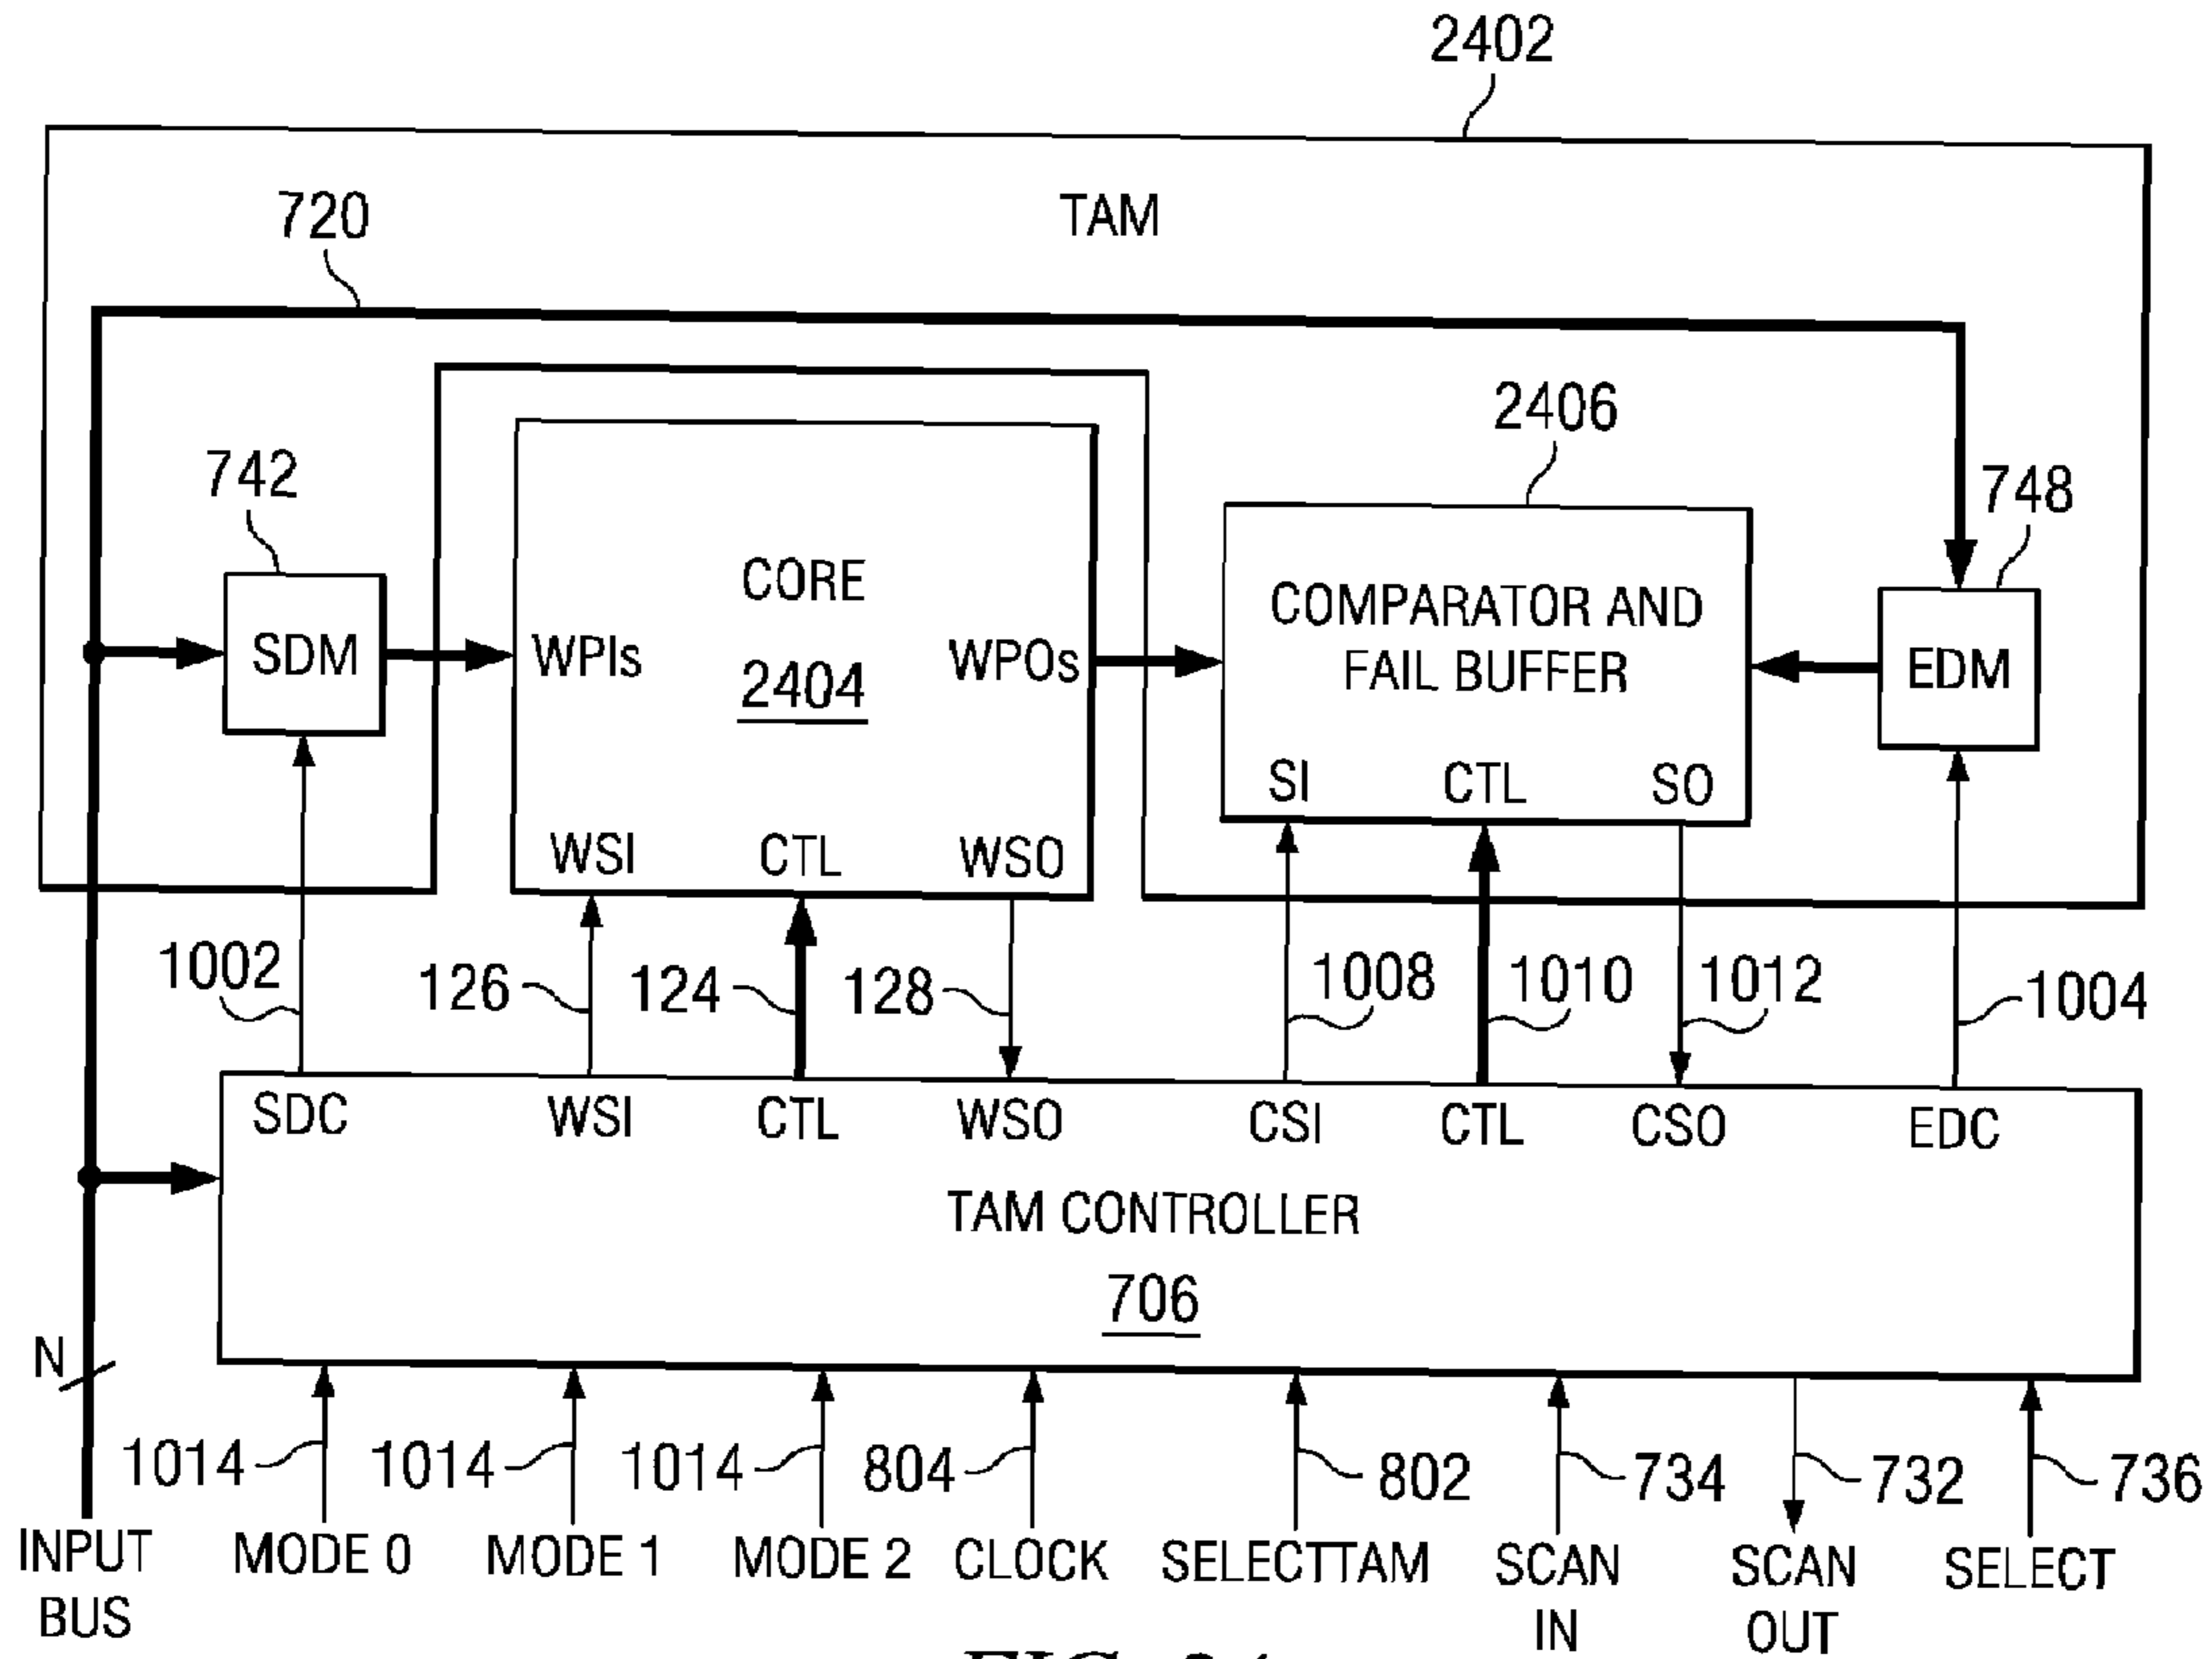 2402
TAM
720
2406
742
748
CORE
COMPARATOR AND
FAIL BUFFER
SDM
WPIs
2404
WPOs
EDM
SI
CTL
SO
WSI
CTL
WSO
1002
126
124
128
1008
1010
1012
1004
SDC
WSI
CTL
WSO
CSI
CTL
CSO
EDC
TAM CONTROLLER
706
N
1014
1014
1014
804
802
734
732
736
INPUT
BUS
MODE 0
MODE 1
MODE 2
CLOCK
SELECTTAM
SCAN
IN
SCAN
OUT
SELECT